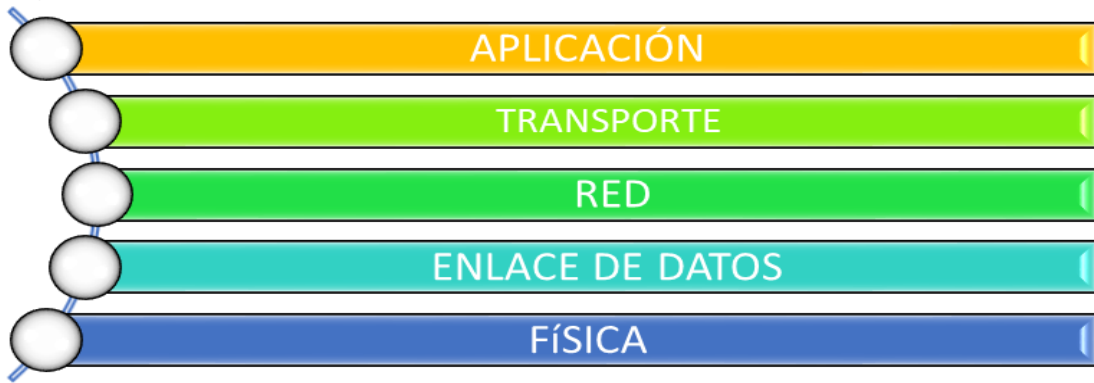 APLICACIÓN
TRANSPORTE
RED
ENLACE DE DATOS
FíSICA